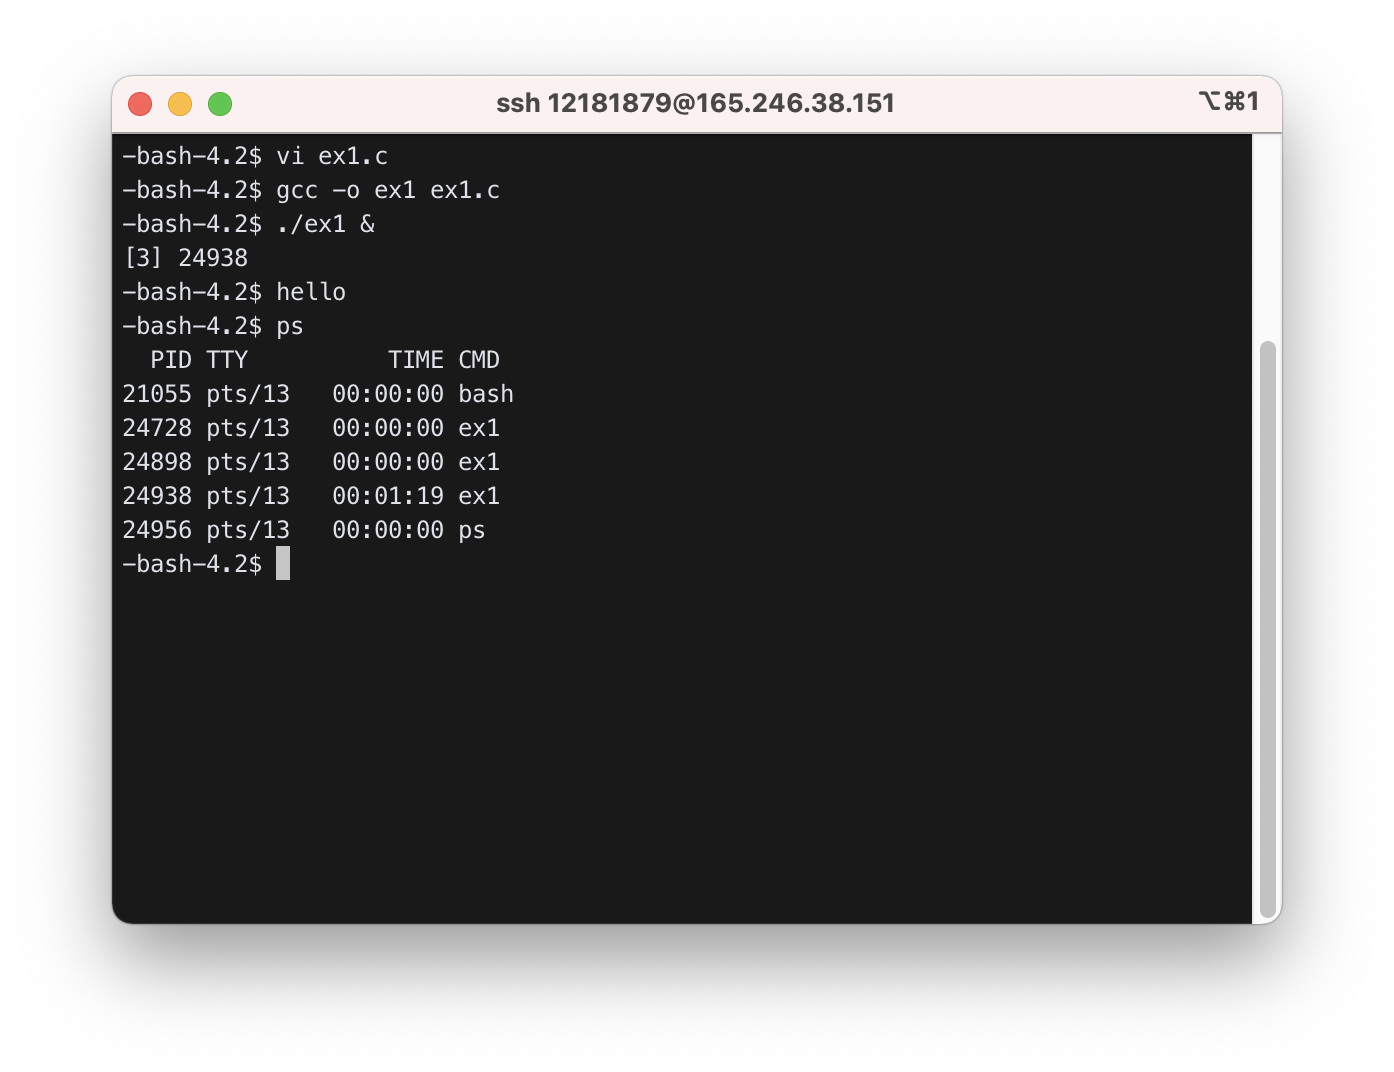 ssh 12181879@165.246.38.151
⌥⌘1
-bash-4.2$ vi ex1.c
-bash-4.2$ gcc -o ex1 ex1.c
-bash-4.2$ ./ex1 &
[3] 24938
-bash-4.2$ hello
-bash-4.2$ ps
  PID TTY          TIME CMD
21055 pts/13   00:00:00 bash
24728 pts/13   00:00:00 ex1
24898 pts/13   00:00:00 ex1
24938 pts/13   00:01:19 ex1
24956 pts/13   00:00:00 ps
-bash-4.2$